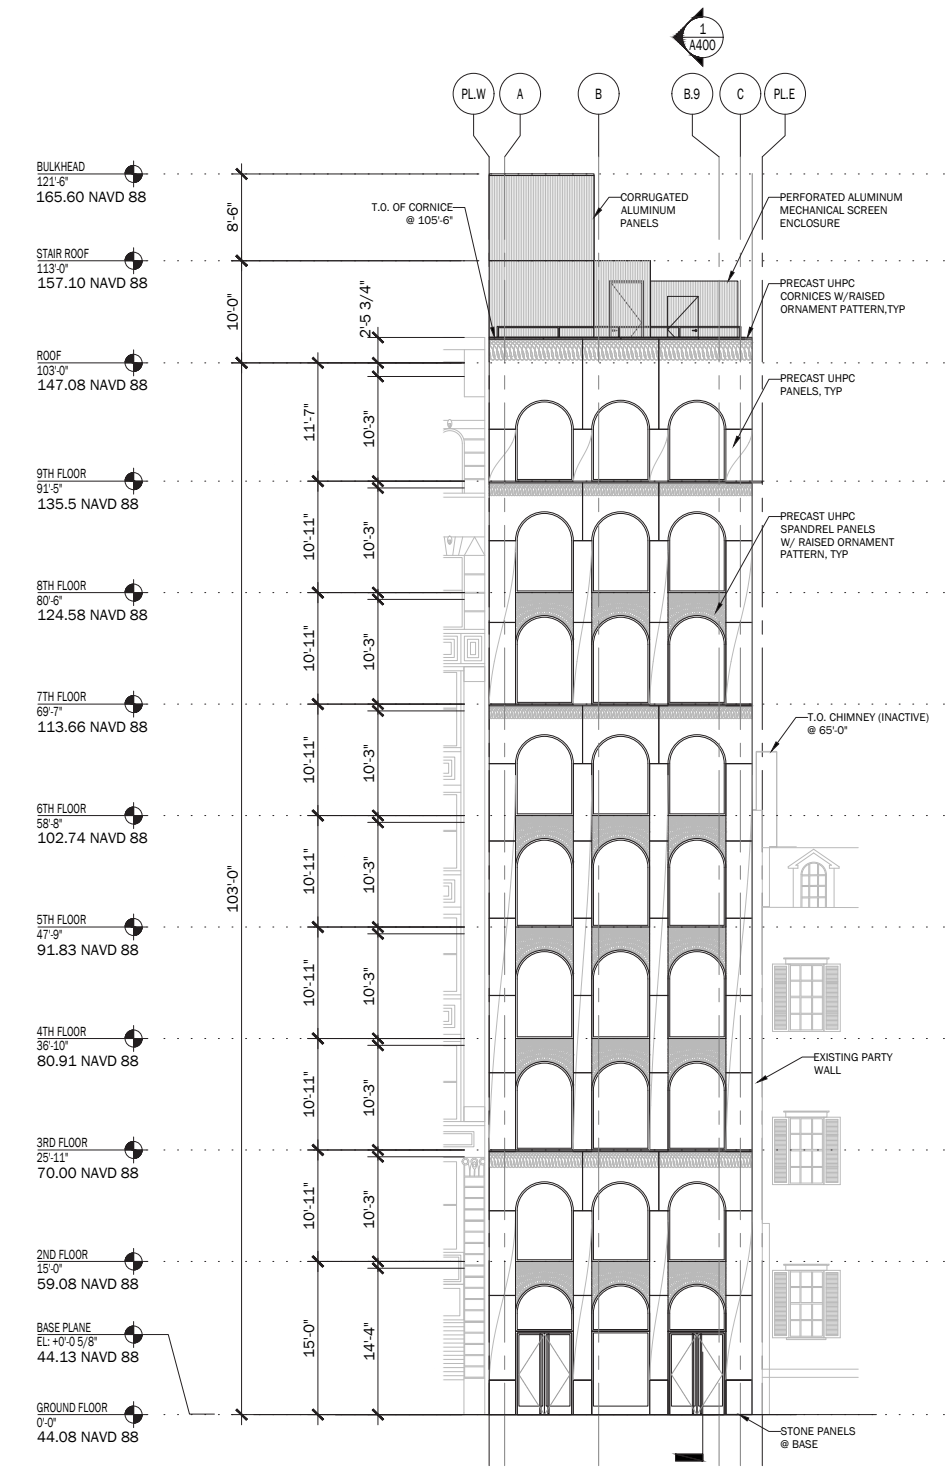 1
A400
PL.W
A
B
B.9
C
PL.E
BULKHEAD
121'-6"
165.60 NAVD 88
STAIR ROOF
113'-0"
157.10 NAVD 88
ROOF
103'-0"
147.08 NAVD 88
9TH FLOOR
91'-5"
135.5 NAVD 88
8TH FLOOR
80'-6"
124.58 NAVD 88
7TH FLOOR
69'-7"
113.66 NAVD 88
6TH FLOOR
58'-8"
102.74 NAVD 88
5TH FLOOR
47'-9"
91.83 NAVD 88
4TH FLOOR
36'-10"
80.91 NAVD 88
3RD FLOOR
25'-11"
70.00 NAVD 88
2ND FLOOR
15'-0"
59.08 NAVD 88
BASE PLANE
EL: +0'-0 5/8"
44.13 NAVD 88
GROUND FLOOR
0'-0"
44.08 NAVD 88
8'-6"
10'-0"
103'-0"
11'-7"
10'-11"
10'-11"
10'-11"
10'-11"
10'-11"
10'-11"
10'-11"
15'-0"
2'-5 3/4"
10'-3"
10'-3"
10'-3"
10'-3"
10'-3"
10'-3"
10'-3"
10'-3"
14'-4"
T.O. OF CORNICE
@ 105'-6"
CORRUGATED
ALUMINUM
PANELS
PERFORATED ALUMINUM
MECHANICAL SCREEN
ENCLOSURE
PRECAST UHPC
CORNICES W/RAISED
ORNAMENT PATTERN,TYP
PRECAST UHPC
PANELS, TYP
PRECAST UHPC
SPANDREL PANELS
W/ RAISED ORNAMENT
PATTERN, TYP
T.O. CHIMNEY (INACTIVE)
@ 65'-0"
EXISTING PARTY
WALL
STONE PANELS
@ BASE